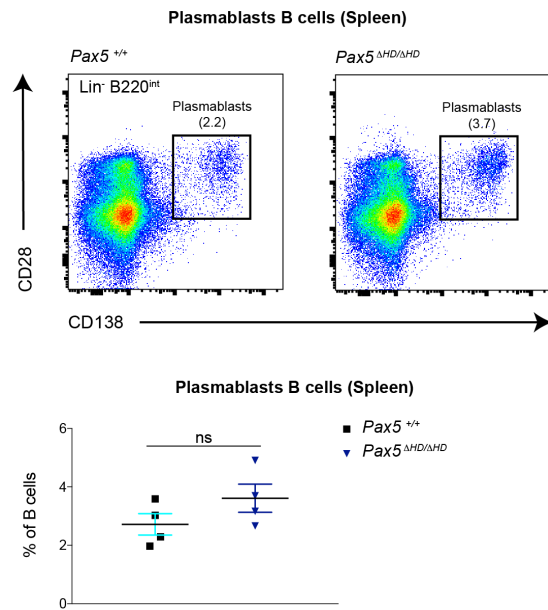 Plasmablasts B cells (Spleen)
Pax5 +/+
Pax5 ΔHD/ΔHD
Lin- B220int
Plasmablasts
(2.2)
Plasmablasts
(3.7)
CD28
CD138
Plasmablasts B cells (Spleen)
6
4
2
0
% of B cells
ns
Pax5 +/+
Pax5 ΔHD/ΔHD